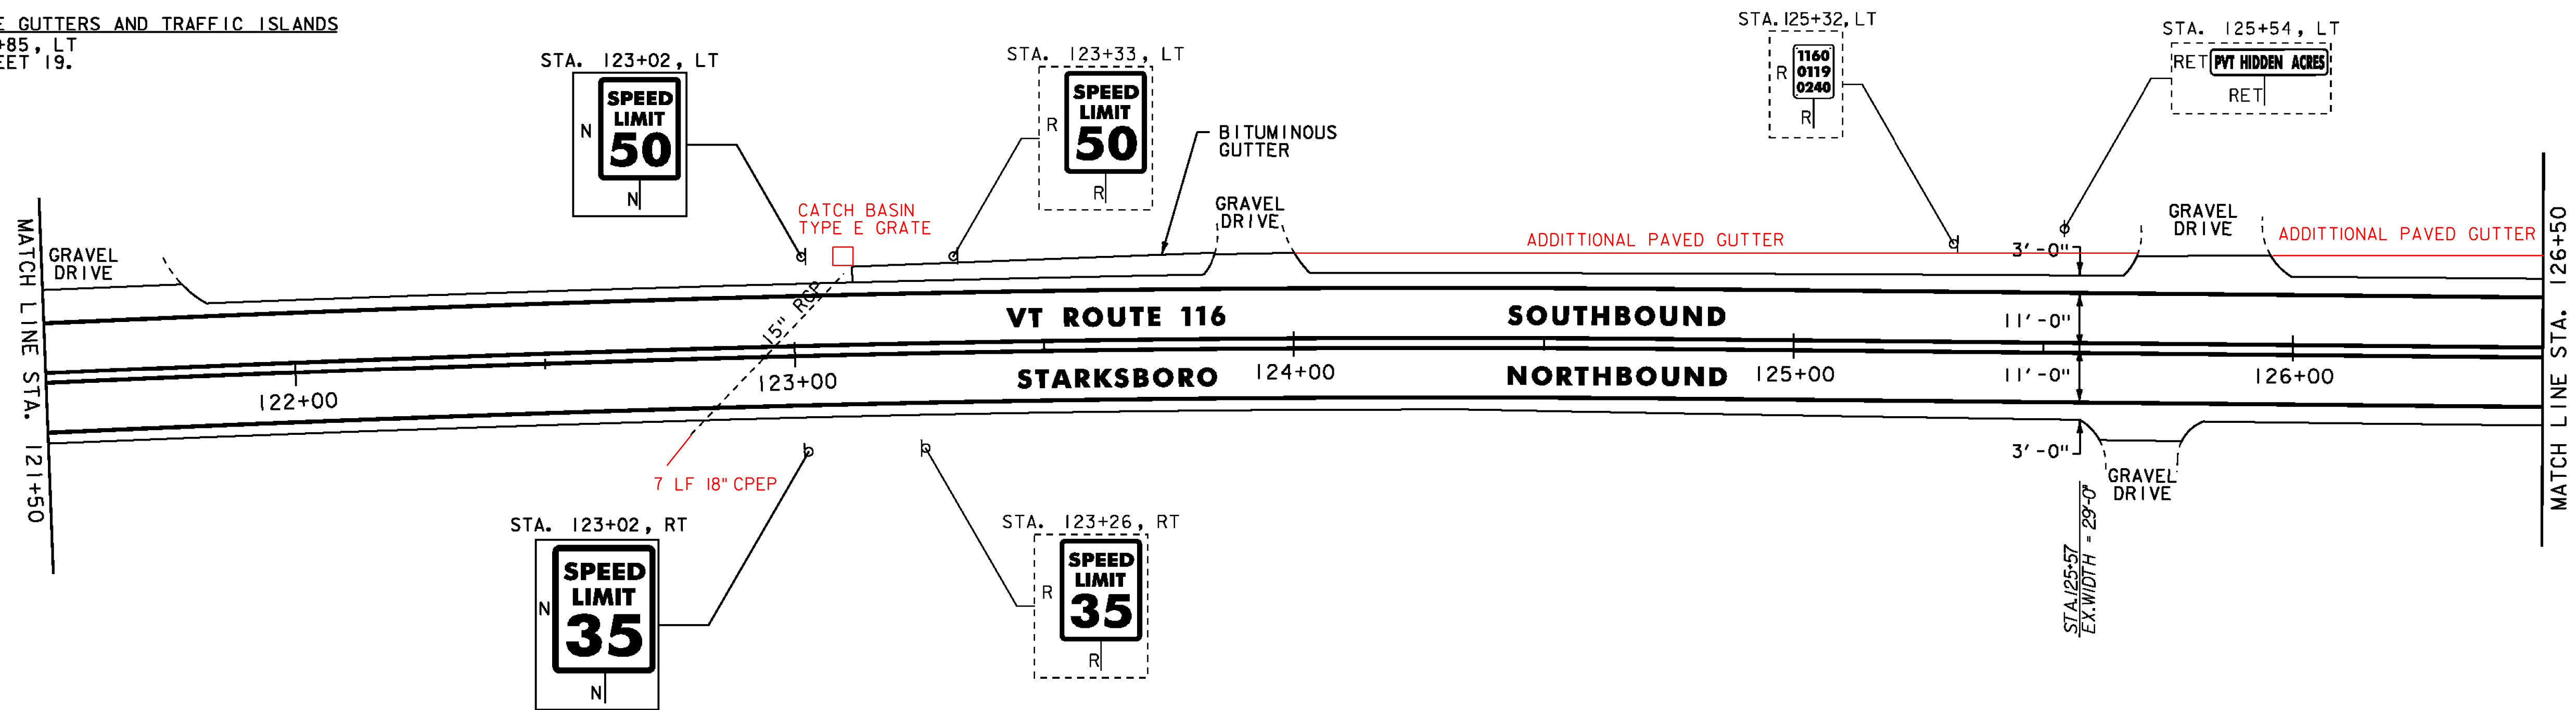 E GUTTERS AND TRAFFIC ISLANDS
+85, LT
EET 19.
STA. 123+02, LT
N
SPEED
LIMIT
50
N
STA. 123+33, LT
R
SPEED
LIMIT
50
R
BITUMINOUS
GUTTER
STA. 125+32, LT
R
1160
0119
0240
R
STA. 125+54, LT
RET
PVT HIDDEN ACRES
RET
MATCH LINE STA. 121+50
GRAVEL
DRIVE
CATCH BASIN
TYPE E GRATE
GRAVEL
DRIVE
ADDITTIONAL PAVED GUTTER
3'-0"
GRAVEL
DRIVE
ADDITTIONAL PAVED GUTTER
MATCH LINE STA. 126+50
15" RCP
VT ROUTE 116
SOUTHBOUND
11'-0"
122+00
123+00
STARKSBORO
124+00
NORTHBOUND
125+00
11'-0"
126+00
7 LF 18" CPEP
3'-0"
GRAVEL
DRIVE
STA. 123+02, RT
N
SPEED
LIMIT
35
N
STA. 123+26, RT
R
SPEED
LIMIT
35
R
STA.125+57
EX.WIDTH = 29'-0"